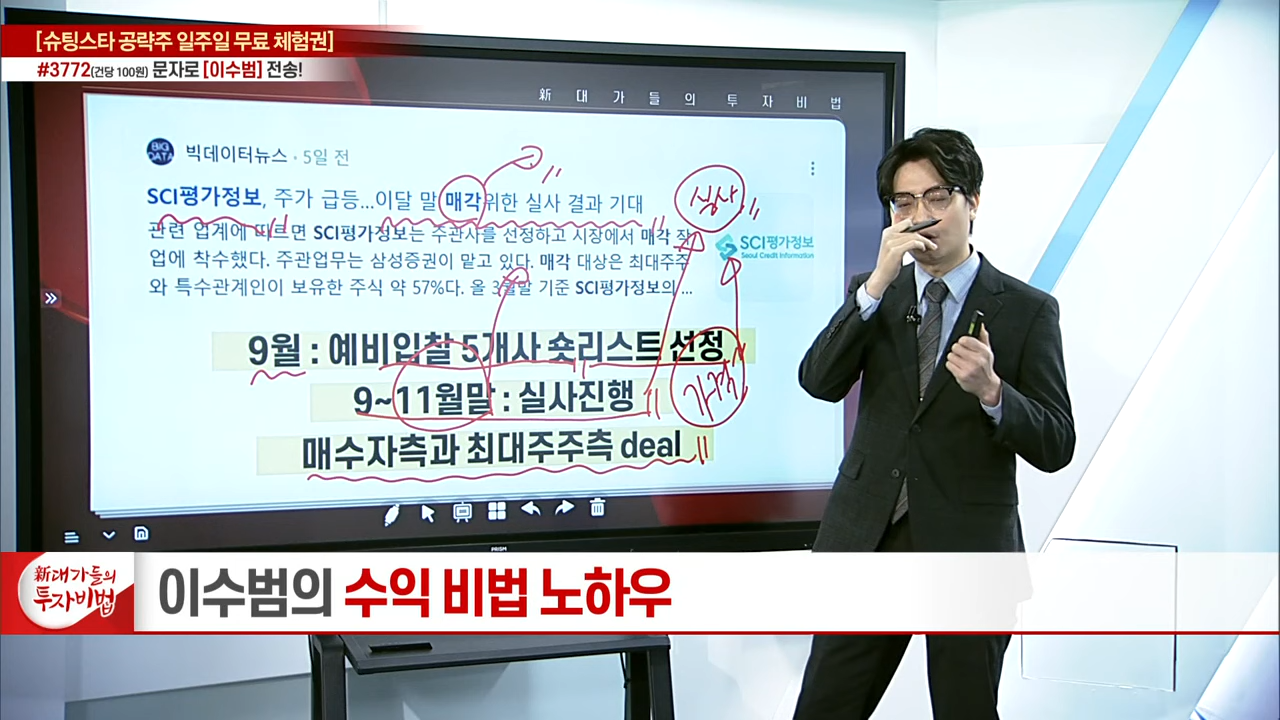 [슈팅스타 공략주 일주일 무료 체험권]
#3772(건당 100원) 문자로 [이수범] 전송!
新 대 가 들 의 투 자 비 법
BIG DATA 빅데이터뉴스 · 5일 전
SCI평가정보, 주가 급등...이달 말 매각위한 실사 결과 기대
관련 업계에 따르면 SCI평가정보는 주관사를 선정하고 시장에서 매각 작
업에 착수했다. 주관업무는 삼성증권이 맡고 있다. 매각 대상은 최대주주
와 특수관계인이 보유한 주식 약 57%다. 올 3월말 기준 SCI평가정보의 ...
실사
SCI평가정보
Seoul Credit Information
9월 : 예비입찰 5개사 숏리스트 선정
9~11월말 : 실사진행
가격
매수자측과 최대주주측 deal
PRISM
新대가들의
투자비법
이수범의 수익 비법 노하우